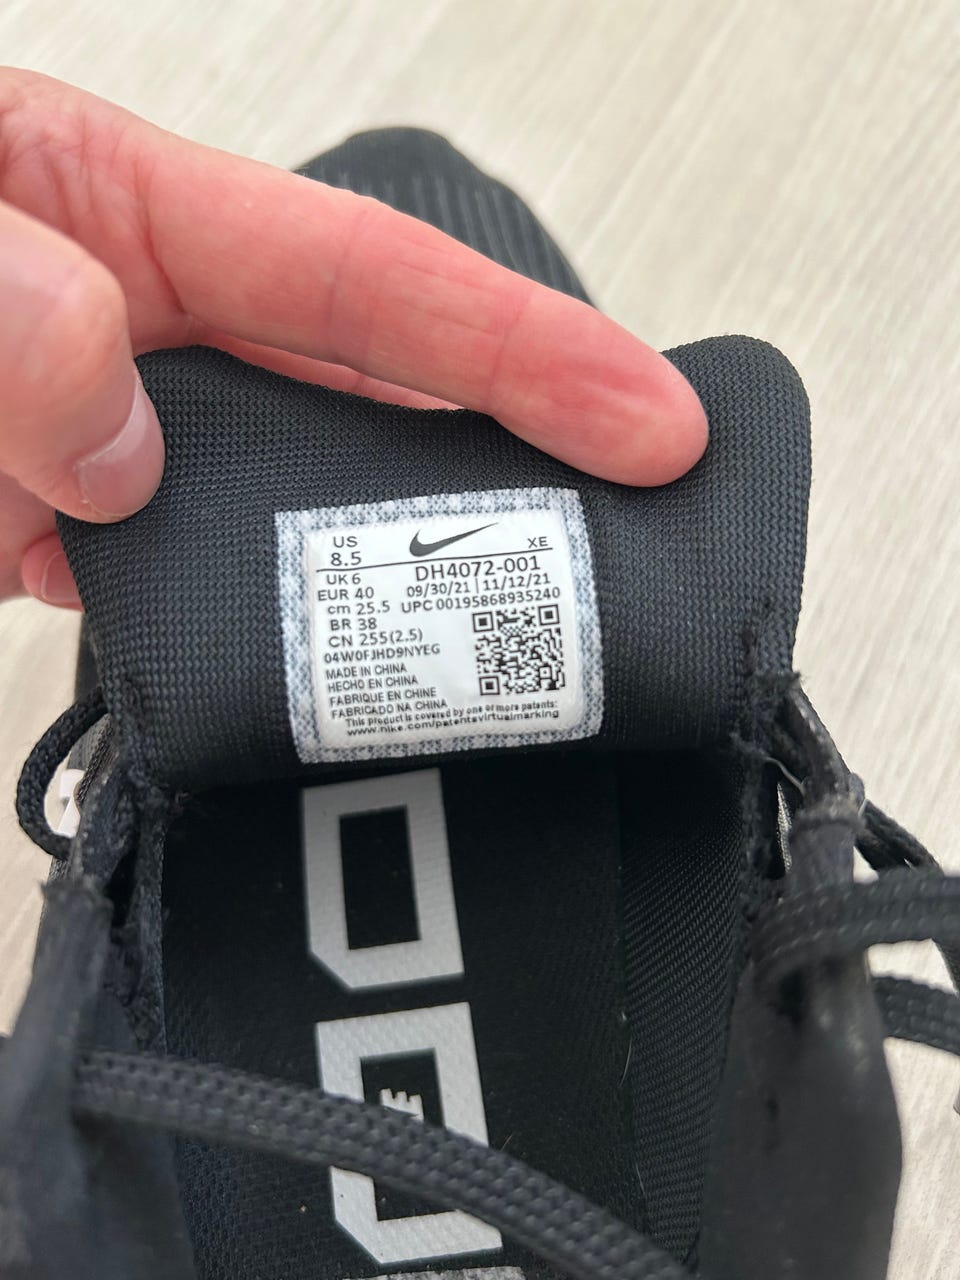 US
8.5
XE
UK 6
DH4072-001
EUR 40
09/30/21 | 11/12/21
cm 25.5
UPC 00195868935240
BR 38
CN 255(2.5)
04W0FJHD9NYEG
MADE IN CHINA
HECHO EN CHINA
FABRIQUE EN CHINE
FABRICADO NA CHINA
This product is covered by one or more patents:
www.nike.com/patentsvirtualmarking